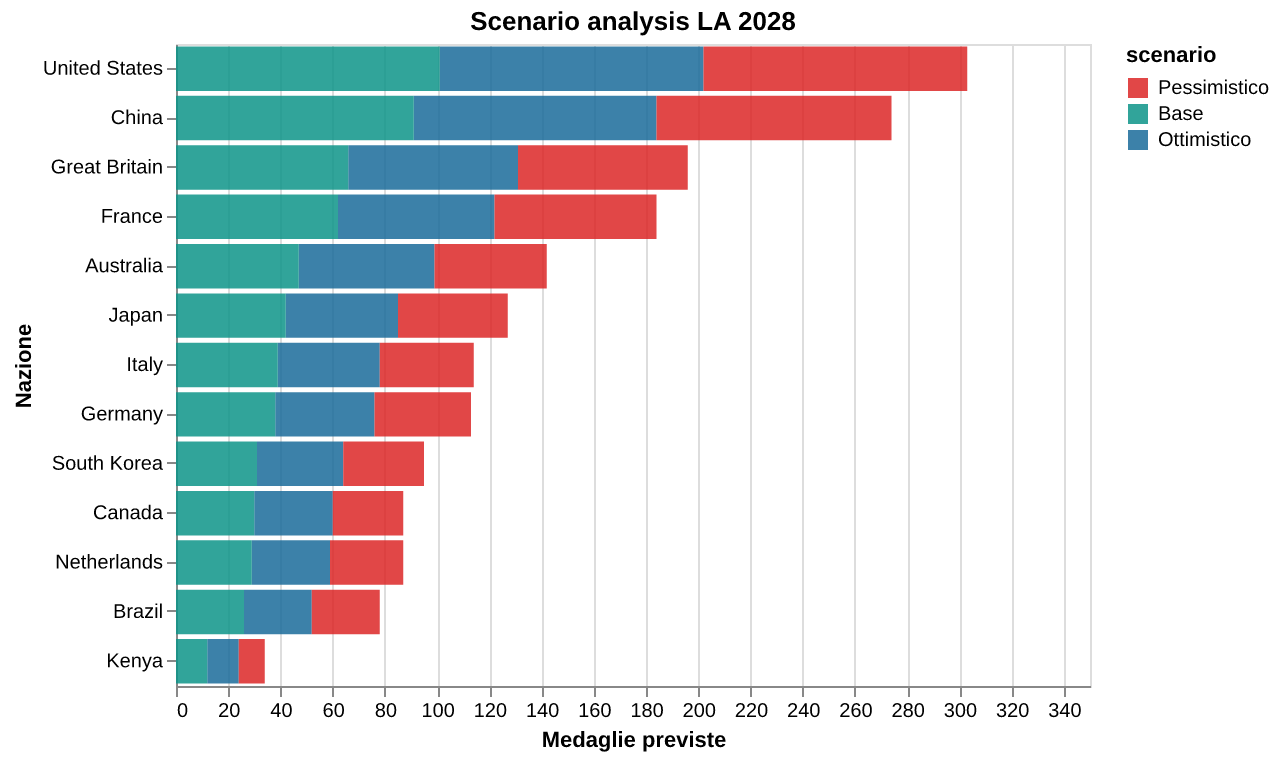 Scenario analysis LA 2028
scenario
Pessimistico
Base
Ottimistico
Nazione
United States
China
Great Britain
France
Australia
Japan
Italy
Germany
South Korea
Canada
Netherlands
Brazil
Kenya
0 20 40 60 80 100 120 140 160 180 200 220 240 260 280 300 320 340
Medaglie previste